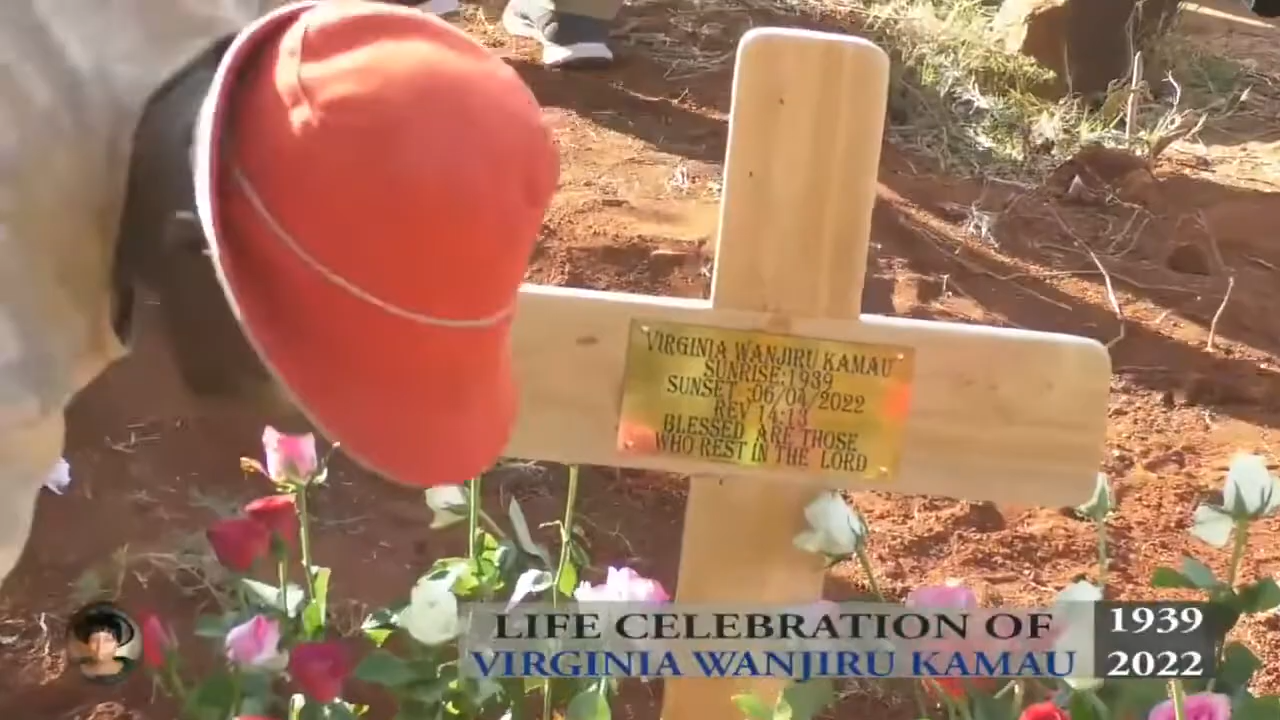 VIRGINIA WANJIRU KAMAU
SUNRISE:1939
SUNSET :06/04/2022
REV 14:13
BLESSED ARE THOSE
WHO REST IN THE LORD
LIFE CELEBRATION OF
VIRGINIA WANJIRU KAMAU
1939
2022